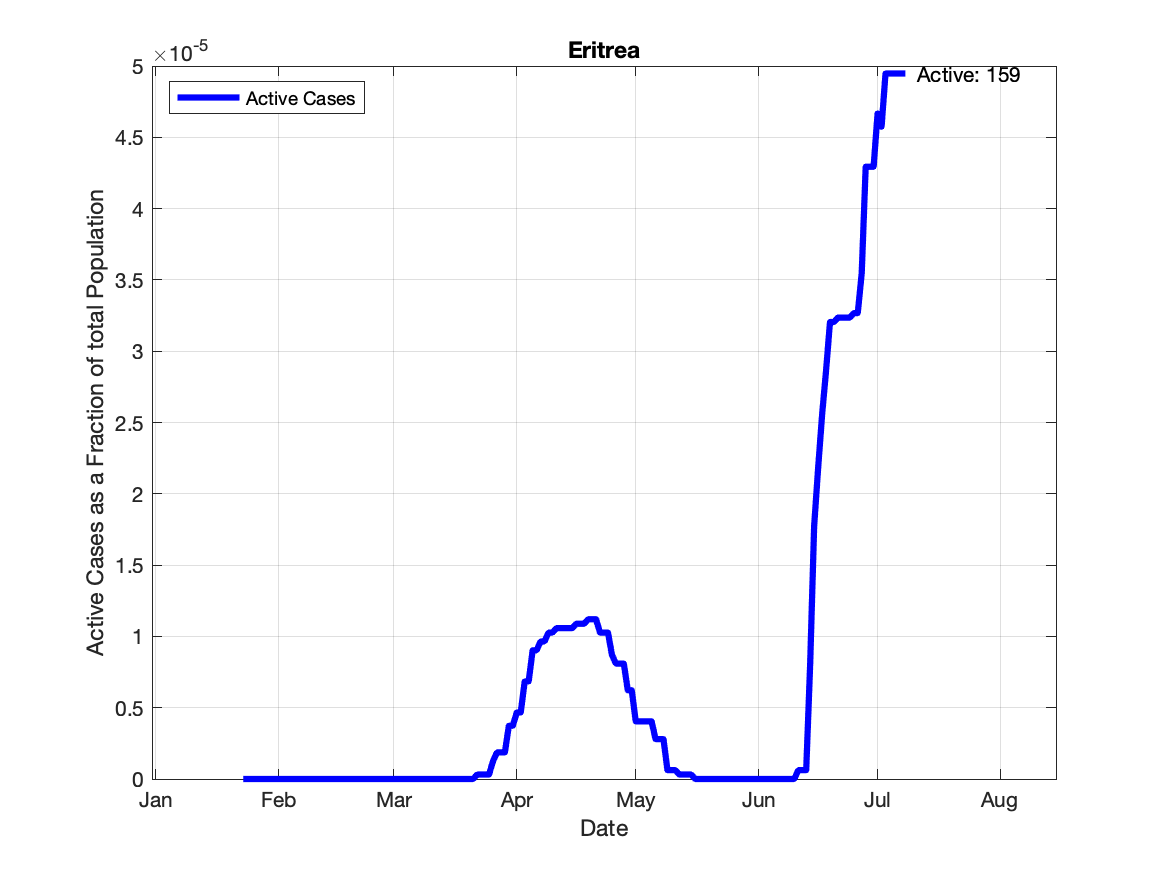 Eritrea
×10-5
5
4.5
4
3.5
3
2.5
2
1.5
1
0.5
0
Active Cases as a Fraction of total Population
Active Cases
Active: 159
Jan Feb Mar Apr May Jun Jul Aug
Date